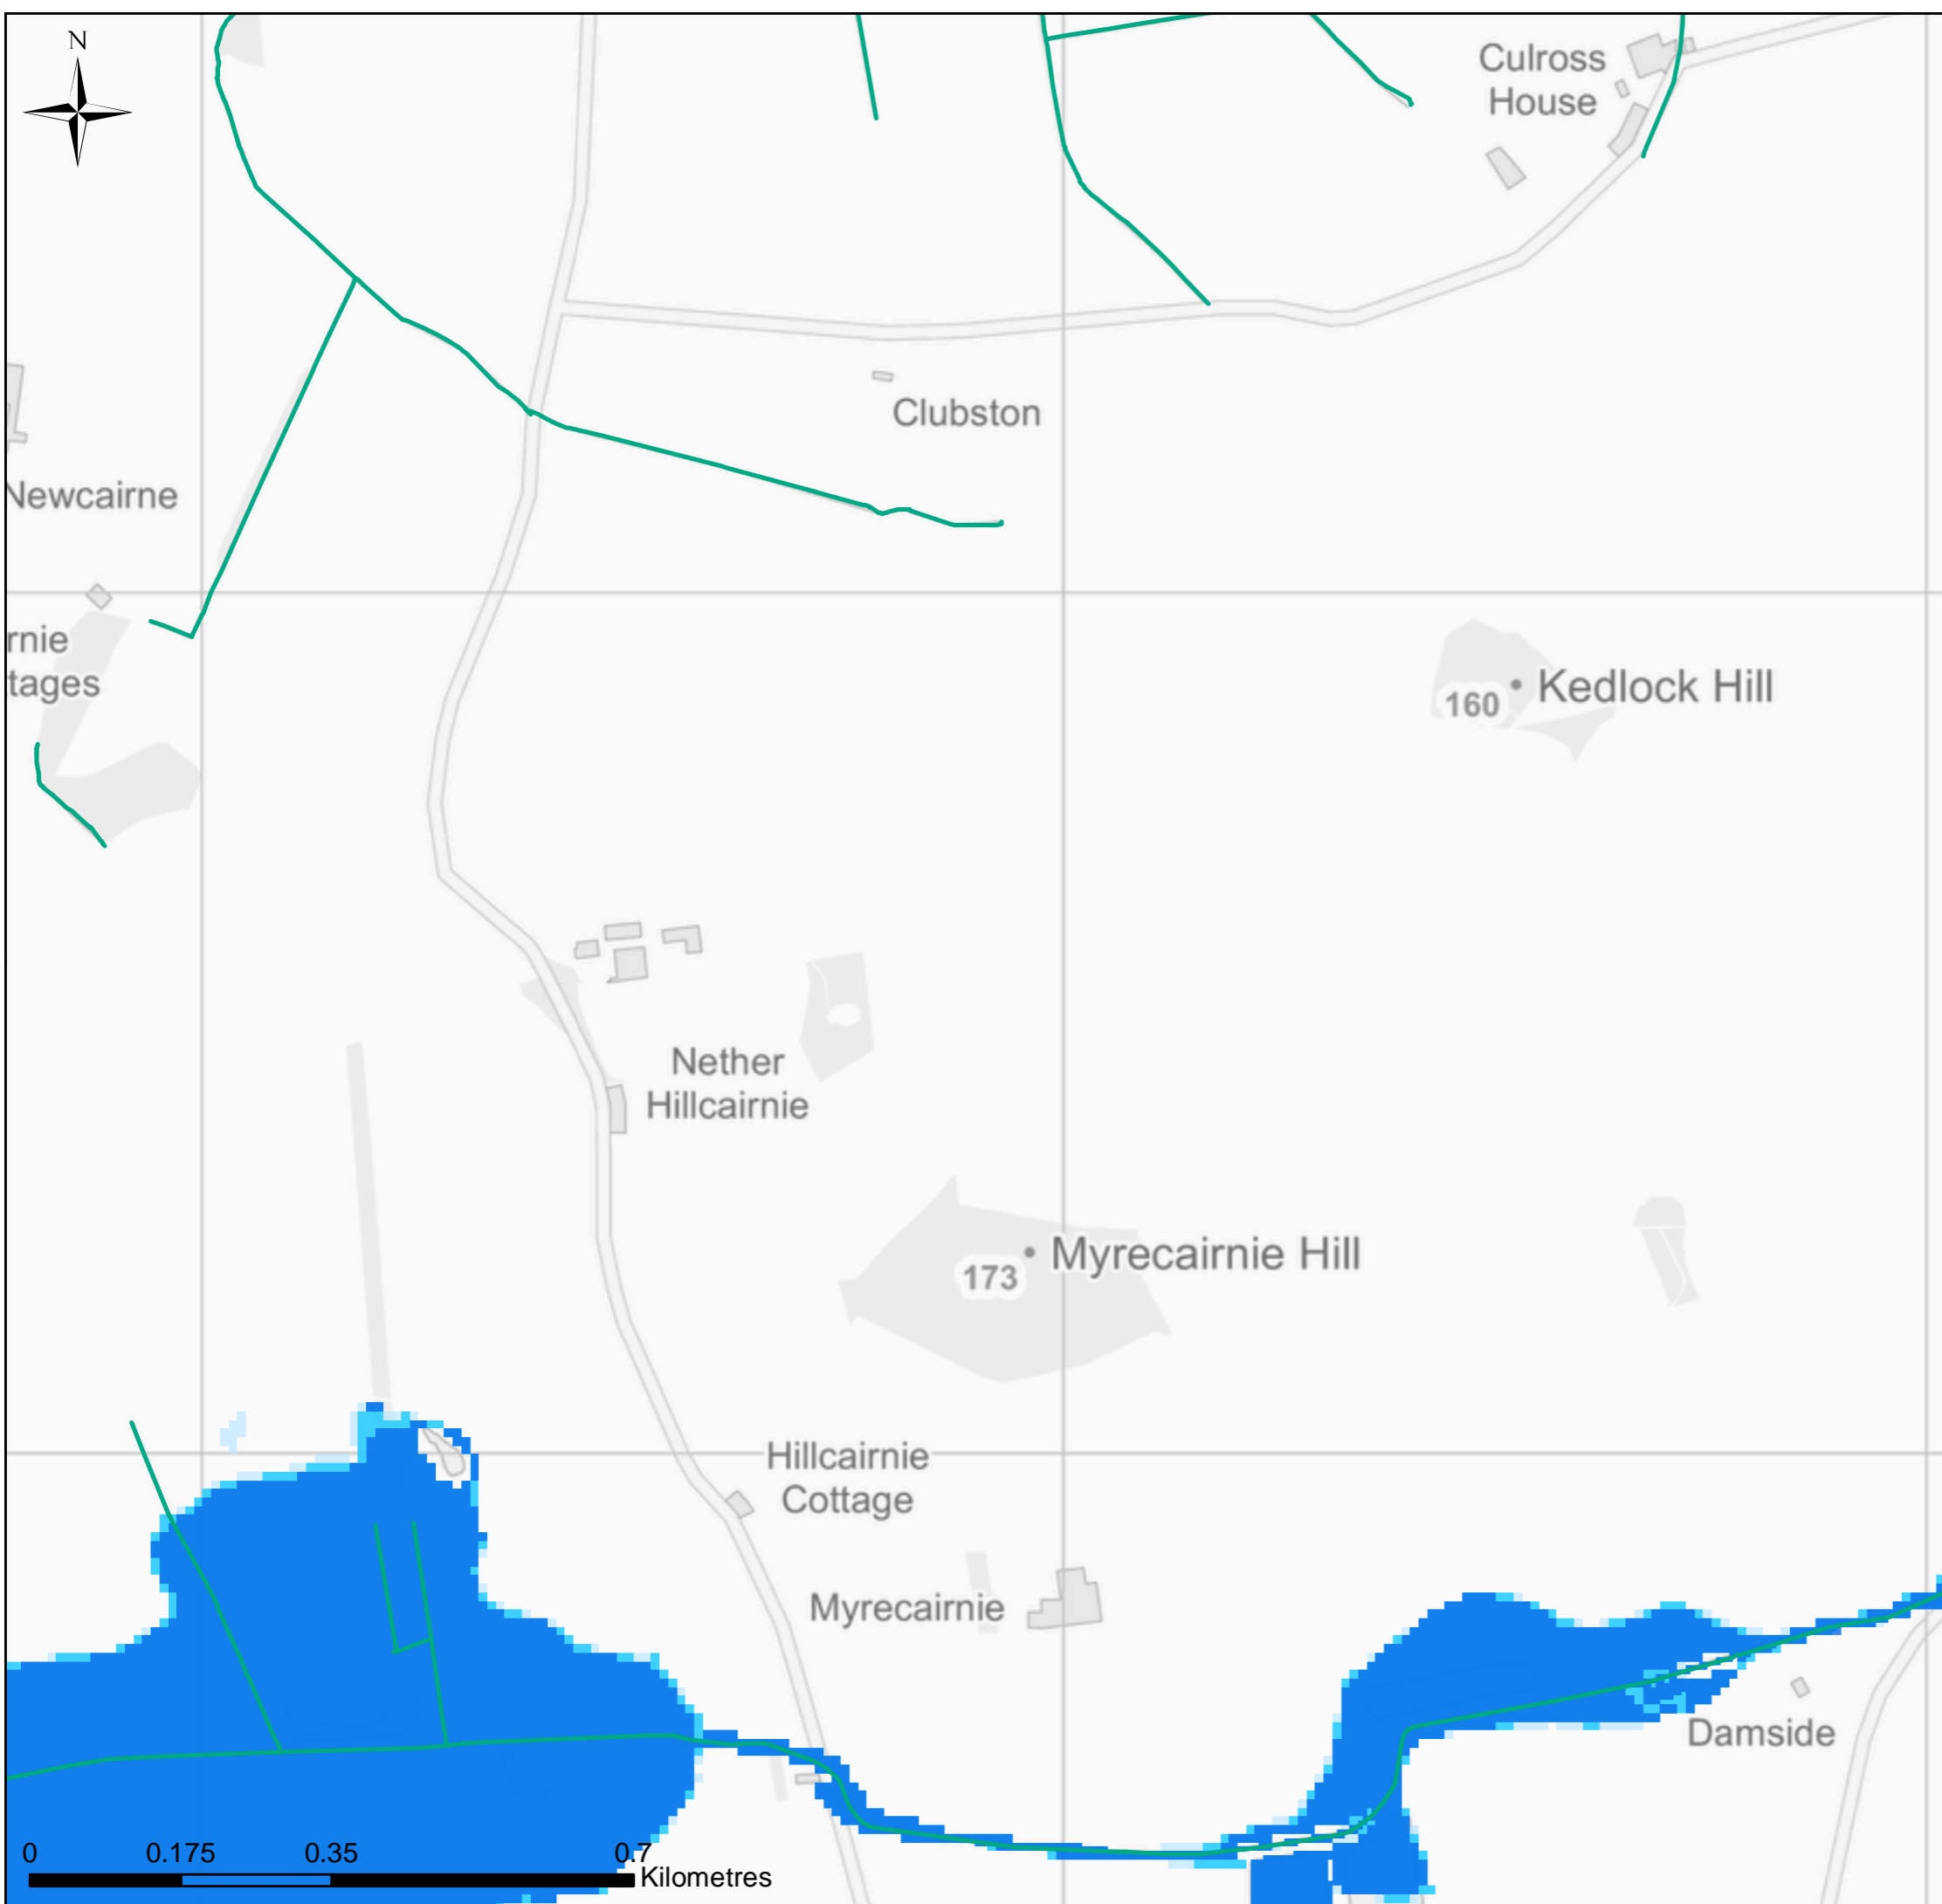 N
Culross
House
Clubston
Newcairne
rnie
tages
160
Kedlock Hill
Nether
Hillcairnie
Myrecairnie Hill
173
Hillcairnie
Cottage
Myrecairnie
Damside
0 0.175 0.35 0.7
Kilometres